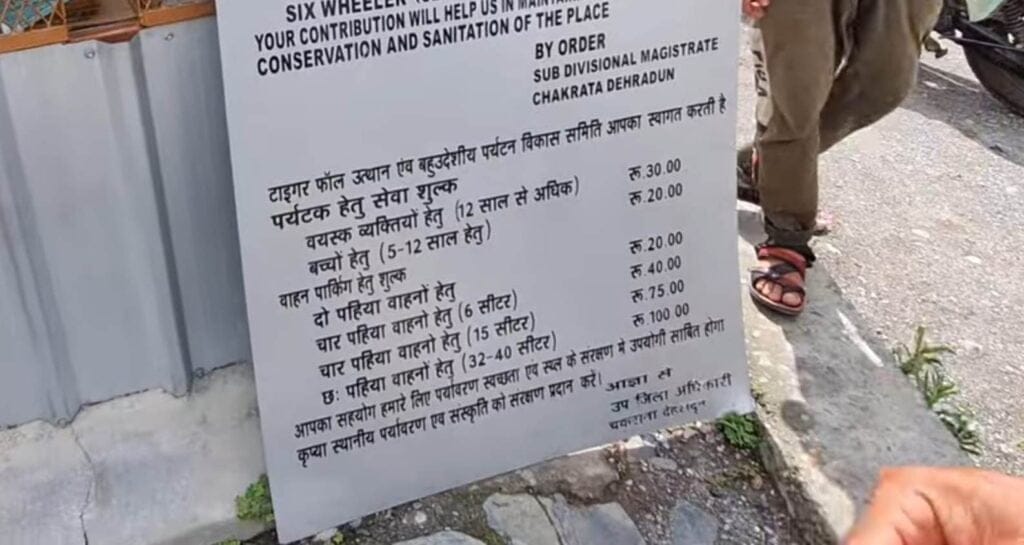 SIX WHEELER
YOUR CONTRIBUTION WILL HELP US IN
CONSERVATION AND SANITATION OF THE PLACE
BY ORDER
SUB DIVISIONAL MAGISTRATE
CHAKRATA DEHRADUN
टाइगर फॉल उत्थान एंव बहुउदेशीय पर्यटन विकास समिति आपका स्वागत करती है
पर्यटक हेतु सेवा शुल्क
वयस्क व्यक्तियों हेतु (12 साल से अधिक) रू.30.00
बच्चों हेतु (5-12 साल हेतु) रू.20.00
वाहन पार्किंग हेतु शुल्क
दो पहिया वाहनों हेतु रू.20.00
चार पहिया वाहनो हेतु (6 सीटर) रू.40.00
चार पहिया वाहनो हेतु (15 सीटर) रू.75.00
छः पहिया वाहनों हेतु (32-40 सीटर) रू 100.00
आपका सहयोग हमारे लिए पर्यावरण स्वच्छता एंव स्थल के संरक्षण मे उपयोगी साबित होगा
कृप्या स्थानीय पर्यावरण एव संस्कृति को संरक्षण प्रदान करें। आज्ञा से
उप जिला अधिकारी
चकराता देहरादून